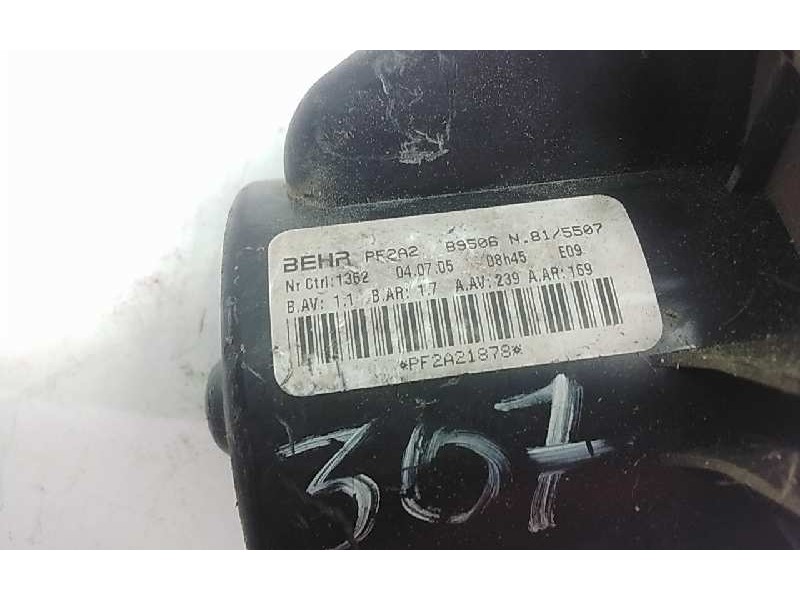 BEHR PF2A2 89506 N.81/5507
Nr Ctrl:1362 04.07.05 08h45 E09
B.AV: 1.1 B.AR: 1.7 A.AV: 239 A.AR: 169
*PF2A21878*
307